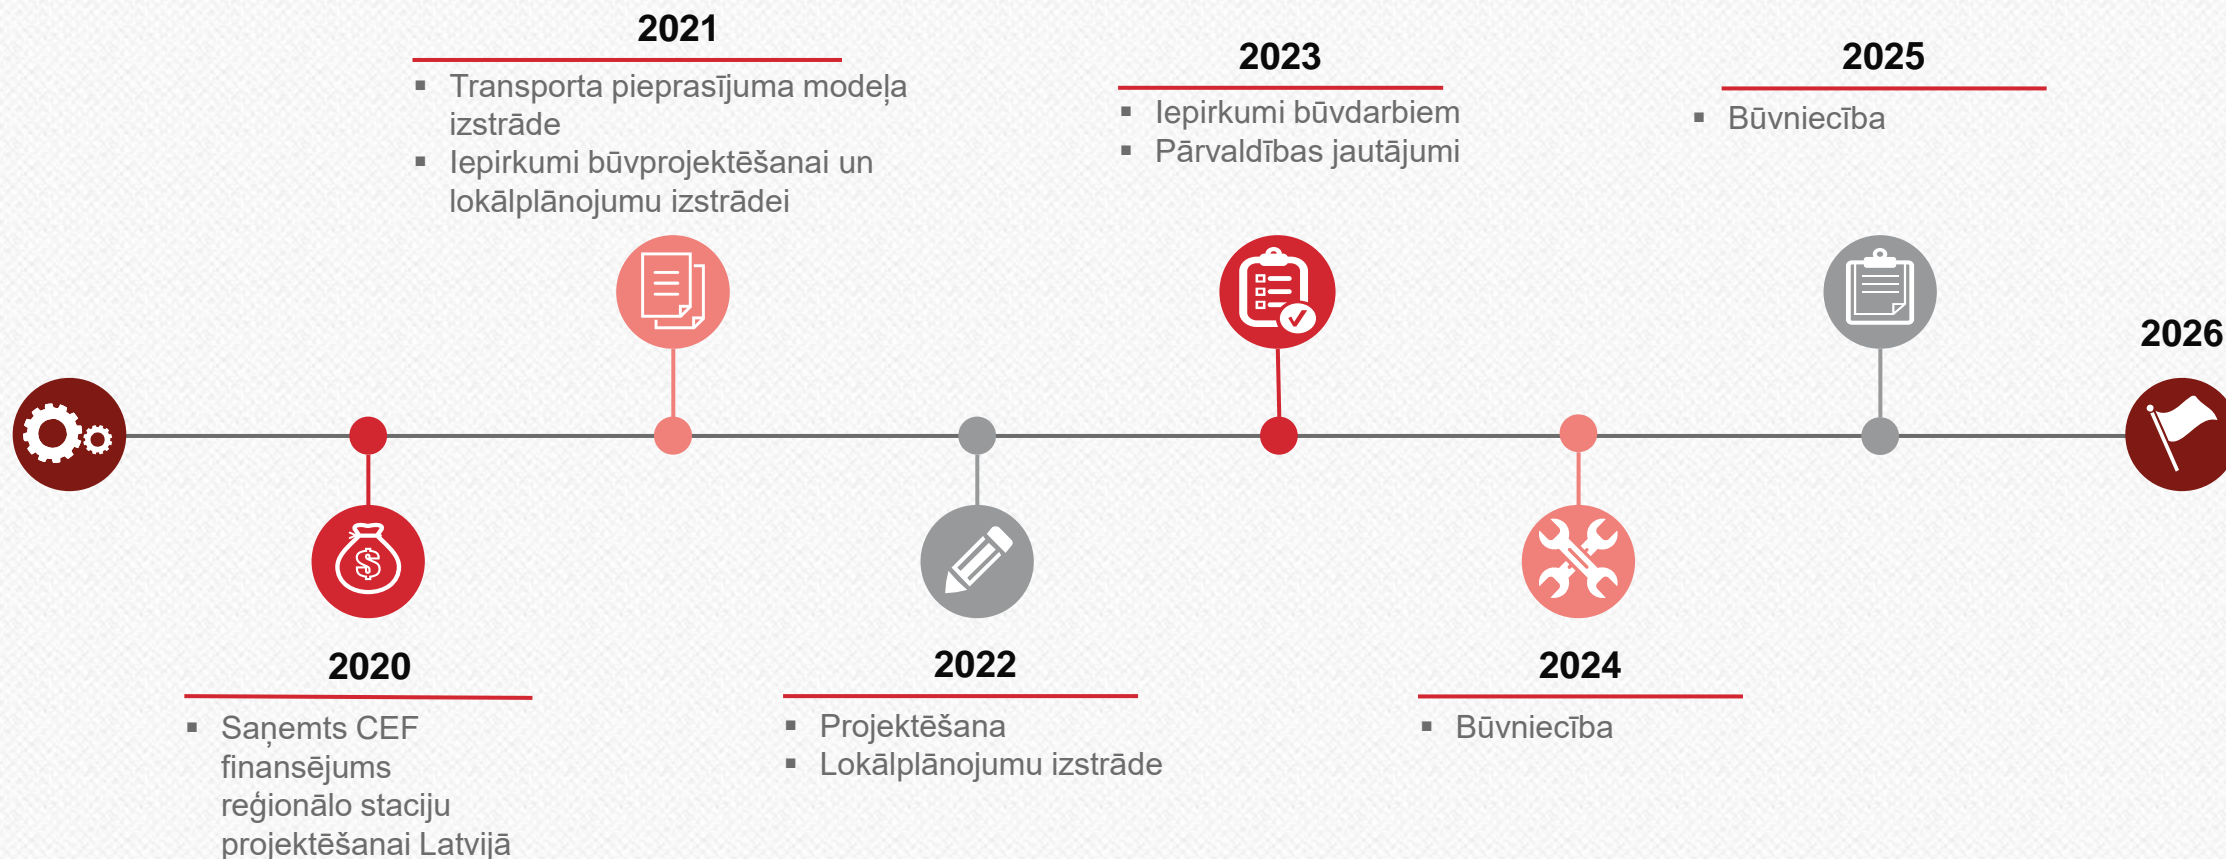 2021
▪ Transporta pieprasījuma modeļa
izstrāde
▪ Iepirkumi būvprojektēšanai un
lokālplānojumu izstrādei
2023
▪ Iepirkumi būvdarbiem
▪ Pārvaldības jautājumi
2025
▪ Būvniecība
2026
2020
▪ Saņemts CEF
finansējums
reģionālo staciju
projektēšanai Latvijā
2022
▪ Projektēšana
▪ Lokālplānojumu izstrāde
2024
▪ Būvniecība